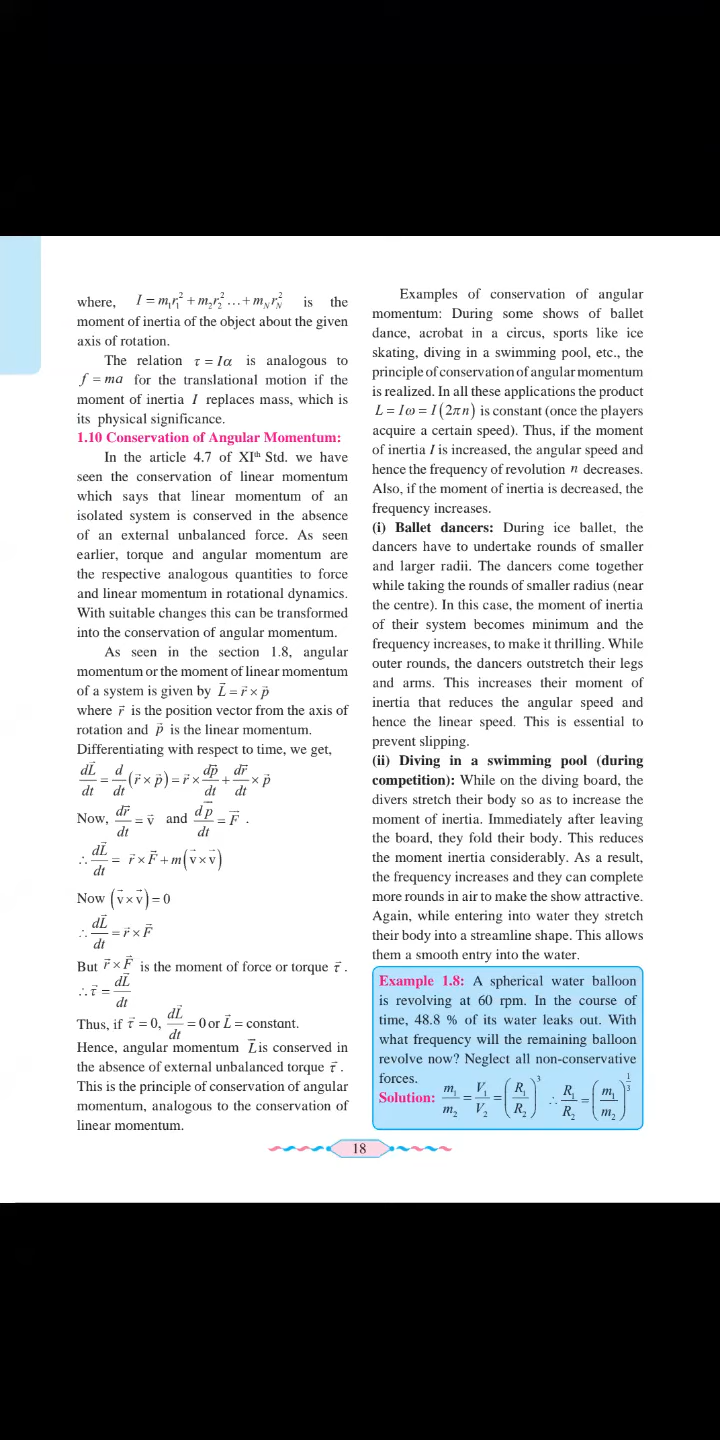 where, I = m₁r₁² + m₂r₂² …+ m_N r_N² is the
moment of inertia of the object about the given
axis of rotation.
The relation τ = Iα is analogous to
f = ma for the translational motion if the
moment of inertia I replaces mass, which is
its physical significance.
1.10 Conservation of Angular Momentum:
In the article 4.7 of XIᵗʰ Std. we have
seen the conservation of linear momentum
which says that linear momentum of an
isolated system is conserved in the absence
of an external unbalanced force. As seen
earlier, torque and angular momentum are
the respective analogous quantities to force
and linear momentum in rotational dynamics.
With suitable changes this can be transformed
into the conservation of angular momentum.
As seen in the section 1.8, angular
momentum or the moment of linear momentum
of a system is given by L⃗ = r⃗ × p⃗
where r⃗ is the position vector from the axis of
rotation and p⃗ is the linear momentum.
Differentiating with respect to time, we get,
dL⃗/dt = d/dt (r⃗ × p⃗) = r⃗ × dp⃗/dt + dr⃗/dt × p⃗
Now, dr⃗/dt = v⃗ and dp⃗/dt = F⃗ .
∴ dL⃗/dt = r⃗ × F⃗ + m(v⃗ × v⃗)
Now (v⃗ × v⃗) = 0
∴ dL⃗/dt = r⃗ × F⃗
But r⃗ × F⃗ is the moment of force or torque τ⃗ .
∴ τ⃗ = dL⃗/dt
Thus, if τ⃗ = 0, dL⃗/dt = 0 or L⃗ = constant.
Hence, angular momentum L⃗ is conserved in
the absence of external unbalanced torque τ⃗ .
This is the principle of conservation of angular
momentum, analogous to the conservation of
linear momentum.
Examples of conservation of angular
momentum: During some shows of ballet
dance, acrobat in a circus, sports like ice
skating, diving in a swimming pool, etc., the
principle of conservation of angular momentum
is realized. In all these applications the product
L = Iω = I(2πn) is constant (once the players
acquire a certain speed). Thus, if the moment
of inertia I is increased, the angular speed and
hence the frequency of revolution n decreases.
Also, if the moment of inertia is decreased, the
frequency increases.
(i) Ballet dancers: During ice ballet, the
dancers have to undertake rounds of smaller
and larger radii. The dancers come together
while taking the rounds of smaller radius (near
the centre). In this case, the moment of inertia
of their system becomes minimum and the
frequency increases, to make it thrilling. While
outer rounds, the dancers outstretch their legs
and arms. This increases their moment of
inertia that reduces the angular speed and
hence the linear speed. This is essential to
prevent slipping.
(ii) Diving in a swimming pool (during
competition): While on the diving board, the
divers stretch their body so as to increase the
moment of inertia. Immediately after leaving
the board, they fold their body. This reduces
the moment inertia considerably. As a result,
the frequency increases and they can complete
more rounds in air to make the show attractive.
Again, while entering into water they stretch
their body into a streamline shape. This allows
them a smooth entry into the water.
Example 1.8: A spherical water balloon
is revolving at 60 rpm. In the course of
time, 48.8 % of its water leaks out. With
what frequency will the remaining balloon
revolve now? Neglect all non-conservative
forces.
Solution: m₁/m₂ = V₁/V₂ = (R₁/R₂)³ ∴ R₁/R₂ = (m₁/m₂)^(1/3)
18